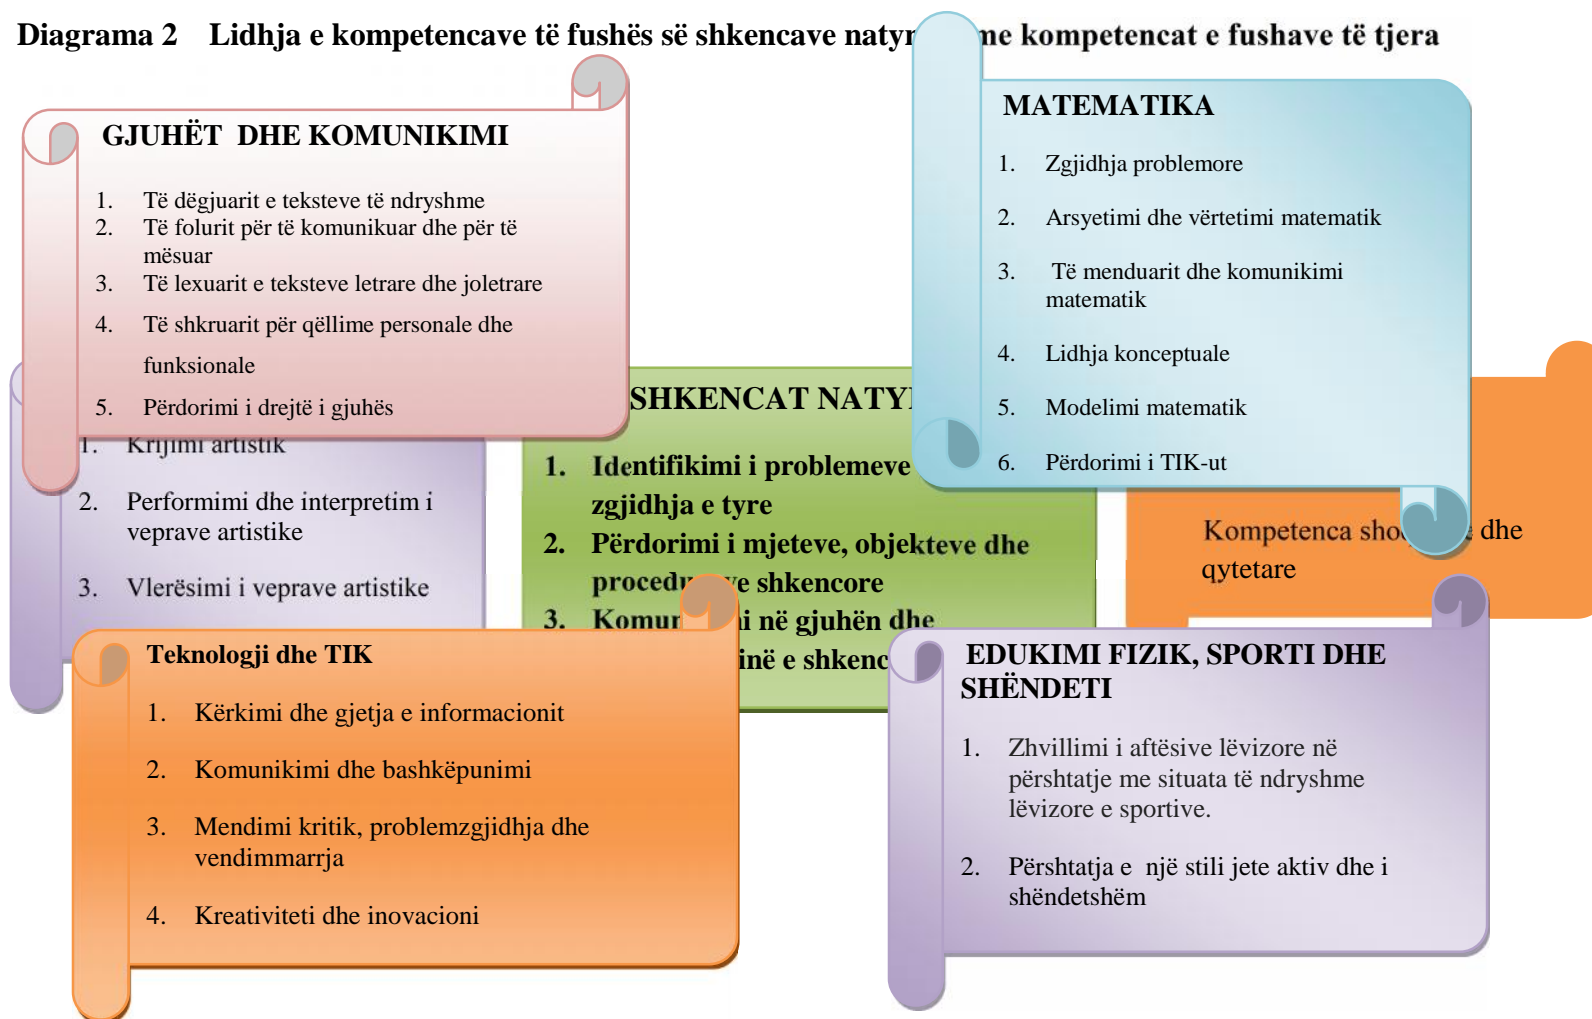 Diagrama 2 Lidhja e kompetencave të fushës së shkencave me kompetencat e fushave të tjera
GJUHËT DHE KOMUNIKIMI
1. Të dëgjuarit e teksteve të ndryshme
2. Të folurit për të komunikuar dhe për të
mësuar
3. Të lexuarit e teksteve letrare dhe joletrare
4. Të shkruarit për qëllime personale dhe
funksionale
5. Përdorimi i drejtë i gjuhës
MATEMATIKA
1. Zgjidhja problemore
2. Arsyetimi dhe vërtetimi matematik
3. Të menduarit dhe komunikimi
matematik
4. Lidhja konceptuale
5. Modelimi matematik
6. Përdorimi i TIK-ut
1. Krijimi artistik
2. Performimi dhe interpretim i
veprave artistike
3. Vlerësimi i veprave artistike
SHKENCAT
1. Identifikimi i problemeve
zgjidhja e tyre
2. Përdorimi i mjeteve, objekteve dhe
shkencore
3. në gjuhën dhe
e
Kompetenca dhe
qytetare
Teknologji dhe TIK
1. Kërkimi dhe gjetja e informacionit
2. Komunikimi dhe bashkëpunimi
3. Mendimi kritik, problemzgjidhja dhe
vendimmarrja
4. Kreativiteti dhe inovacioni
EDUKIMI FIZIK, SPORTI DHE
SHËNDETI
1. Zhvillimi i aftësive lëvizore në
përshtatje me situata të ndryshme
lëvizore e sportive.
2. Përshtatja e një stili jete aktiv dhe i
shëndetshëm